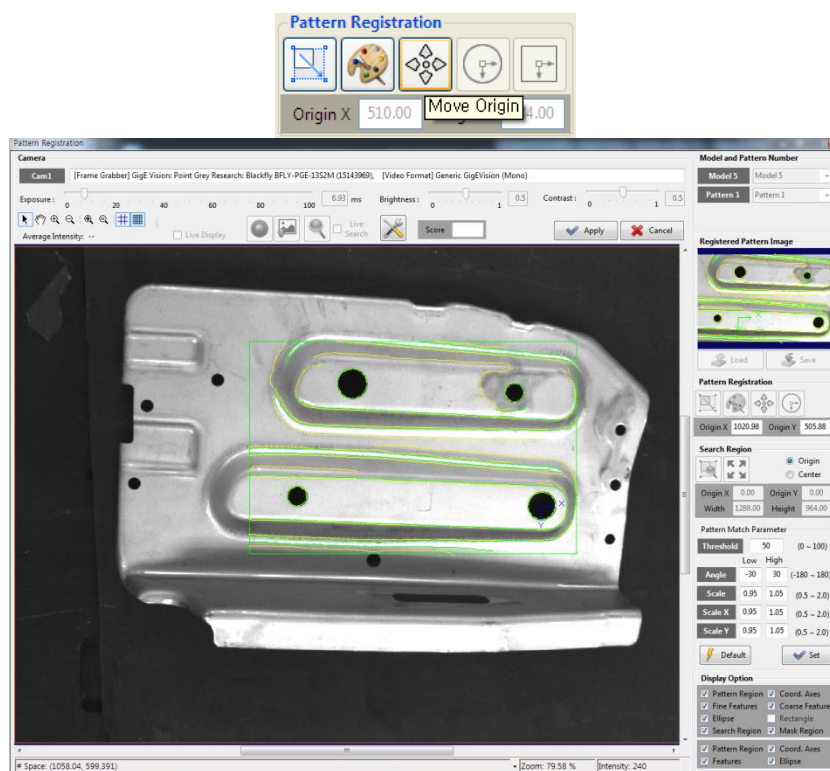 Pattern Registration
Origin X 510.00 4.00
Move Origin
Pattern Registration
Camera
Cam1 [Frame Grabber] GigE Vision: Point Grey Research: Blackfly BFLY-PGE-13S2M (15143969), [Video Format] Generic GigEVision (Mono)
Exposure : 0 20 40 60 80 100 6.93 ms Brightness : 0 1 0.5 Contrast : 0 1 0.5
Average Intensity: -- Live Display Live Search Score Apply Cancel
X
Y
# Space: (1058.04, 599.391) Zoom: 79.58 % Intensity: 240
Model and Pattern Number
Model 5 Model 5
Pattern 1 Pattern 1
Registered Pattern Image
Load Save
Pattern Registration
Origin X 1020.98 Origin Y 505.88
Search Region
Origin
Center
Origin X 0.00 Origin Y 0.00
Width 1288.00 Height 964.00
Pattern Match Parameter
Threshold 50 (0 ~ 100)
Low High
Angle -30 30 (-180 ~ 180)
Scale 0.95 1.05 (0.5 ~ 2.0)
Scale X 0.95 1.05 (0.5 ~ 2.0)
Scale Y 0.95 1.05 (0.5 ~ 2.0)
Default Set
Display Option
Pattern Region Coord. Axes
Fine Features Coarse Feature
Ellipse Rectangle
Search Region Mask Region
Pattern Region Coord. Axes
Features Ellipse